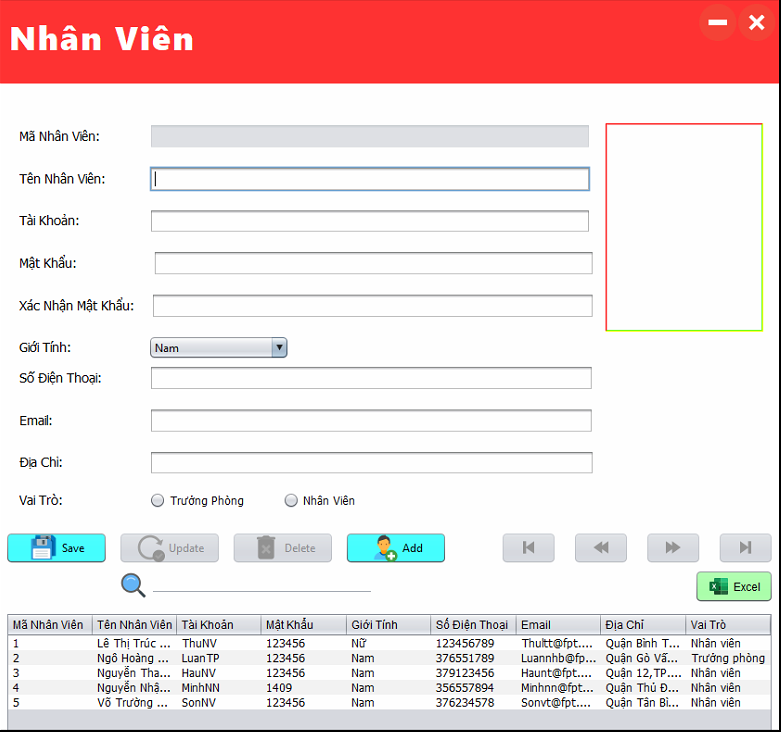 Nhân Viên
Mã Nhân Viên:
Tên Nhân Viên:
Tài Khoản:
Mật Khẩu:
Xác Nhận Mật Khẩu:
Giới Tính: Nam
Số Điện Thoại:
Email:
Địa Chỉ:
Vai Trò: Trưởng Phòng Nhân Viên
Save Update Delete Add
Excel
Mã Nhân Viên Tên Nhân Viên Tài Khoản Mật Khẩu Giới Tính Số Điện Thoại Email Địa Chỉ Vai Trò
1 Lê Thị Trúc ... ThuNV 123456 Nữ 123456789 Thultt@fpt.... Quận Bình T... Nhân viên
2 Ngô Hoàng ... LuanTP 123456 Nam 376551789 Luannhb@fp... Quận Gò Vấ... Trưởng phòng
3 Nguyễn Tha... HauNV 123456 Nam 379123456 Haunt@fpt.... Quận 12,TP.... Nhân viên
4 Nguyễn Nhậ... MinhNN 1409 Nam 356557894 Minhnn@fpt... Quận Thủ Đ... Nhân viên
5 Võ Trường ... SonNV 123456 Nam 376234578 Sonvt@fpt.... Quận Tân Bì... Nhân viên